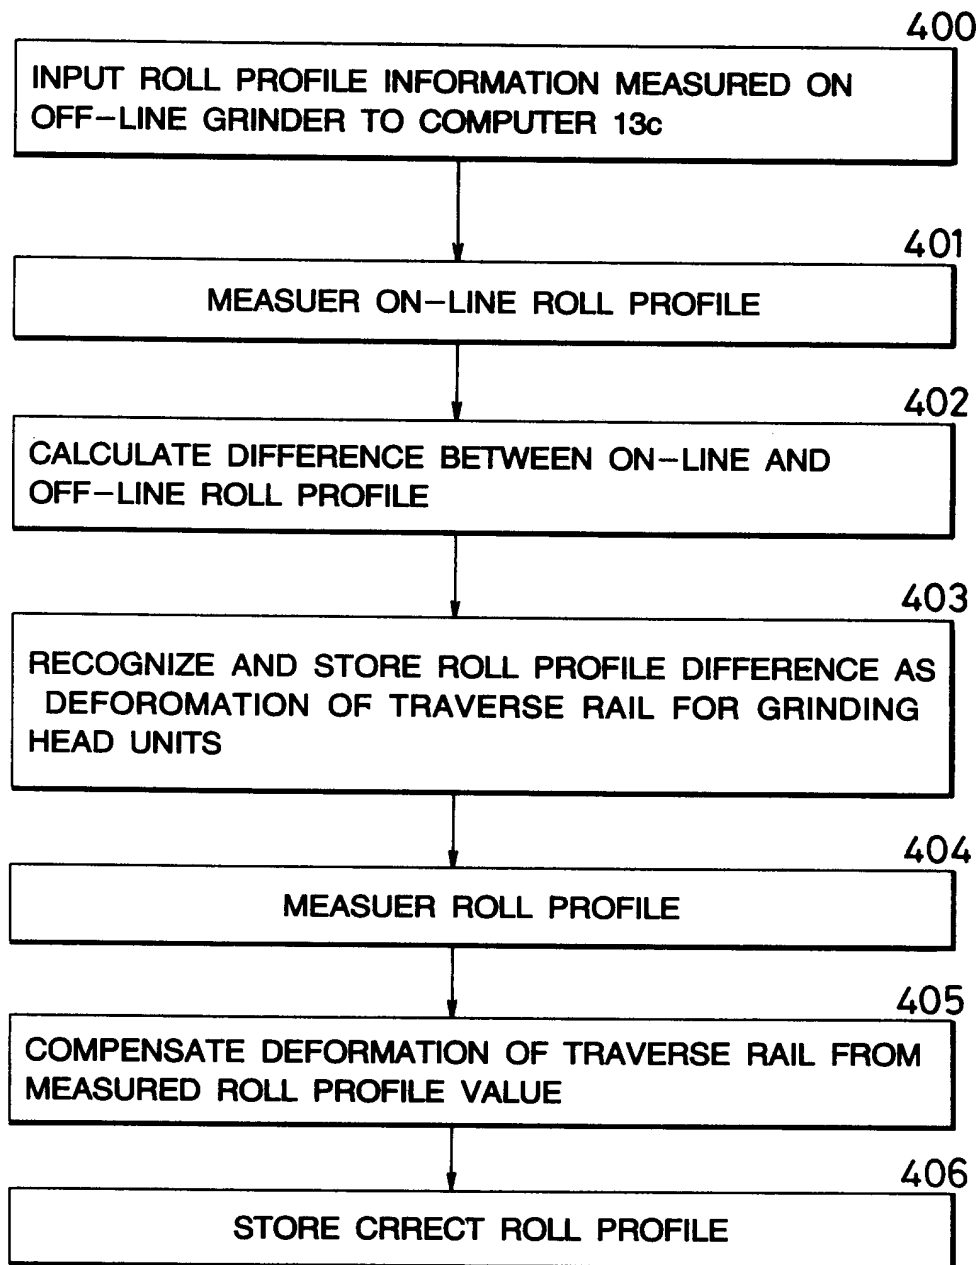 400
INPUT ROLL PROFILE INFORMATION MEASURED ON
OFF-LINE GRINDER TO COMPUTER 13c
401
MEASUER ON-LINE ROLL PROFILE
402
CALCULATE DIFFERENCE BETWEEN ON-LINE AND
OFF-LINE ROLL PROFILE
403
RECOGNIZE AND STORE ROLL PROFILE DIFFERENCE AS
DEFOROMATION OF TRAVERSE RAIL FOR GRINDING
HEAD UNITS
404
MEASUER ROLL PROFILE
405
COMPENSATE DEFORMATION OF TRAVERSE RAIL FROM
MEASURED ROLL PROFILE VALUE
406
STORE CRRECT ROLL PROFILE